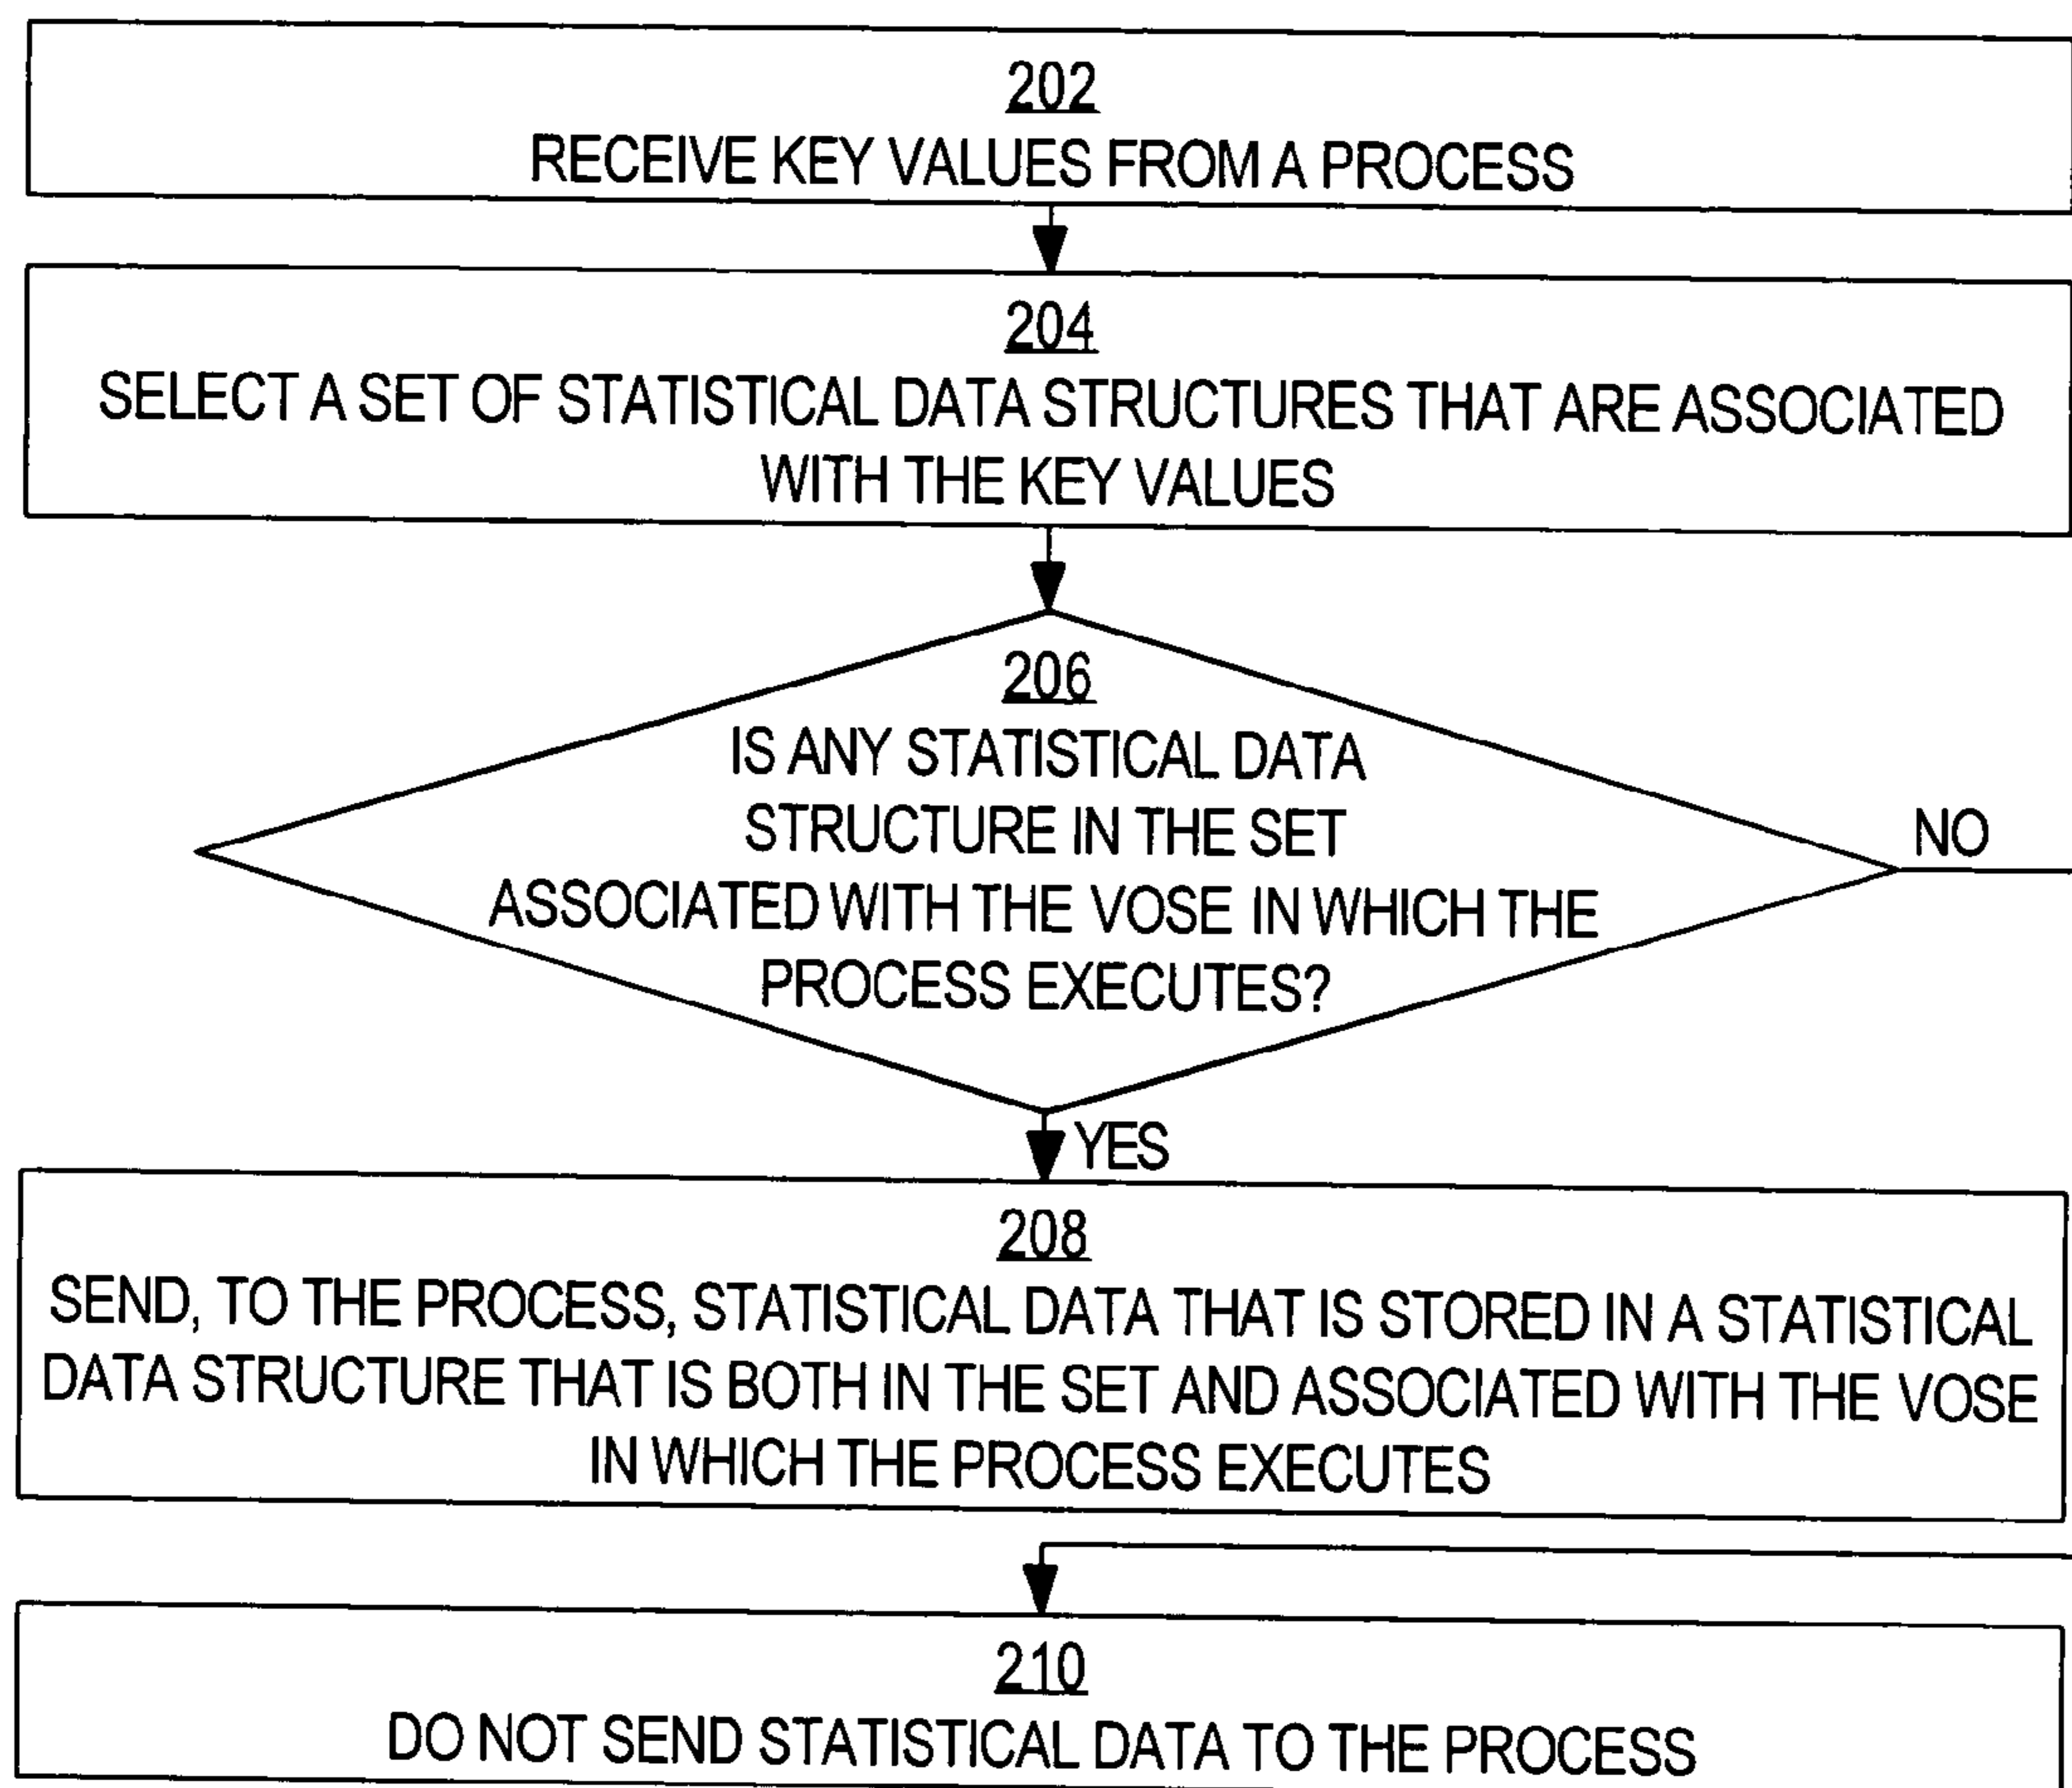 202
RECEIVE KEY VALUES FROM A PROCESS
204
SELECT A SET OF STATISTICAL DATA STRUCTURES THAT ARE ASSOCIATED
WITH THE KEY VALUES
206
IS ANY STATISTICAL DATA
STRUCTURE IN THE SET
ASSOCIATED WITH THE VOSE IN WHICH THE
PROCESS EXECUTES?
NO
YES
208
SEND, TO THE PROCESS, STATISTICAL DATA THAT IS STORED IN A STATISTICAL
DATA STRUCTURE THAT IS BOTH IN THE SET AND ASSOCIATED WITH THE VOSE
IN WHICH THE PROCESS EXECUTES
210
DO NOT SEND STATISTICAL DATA TO THE PROCESS